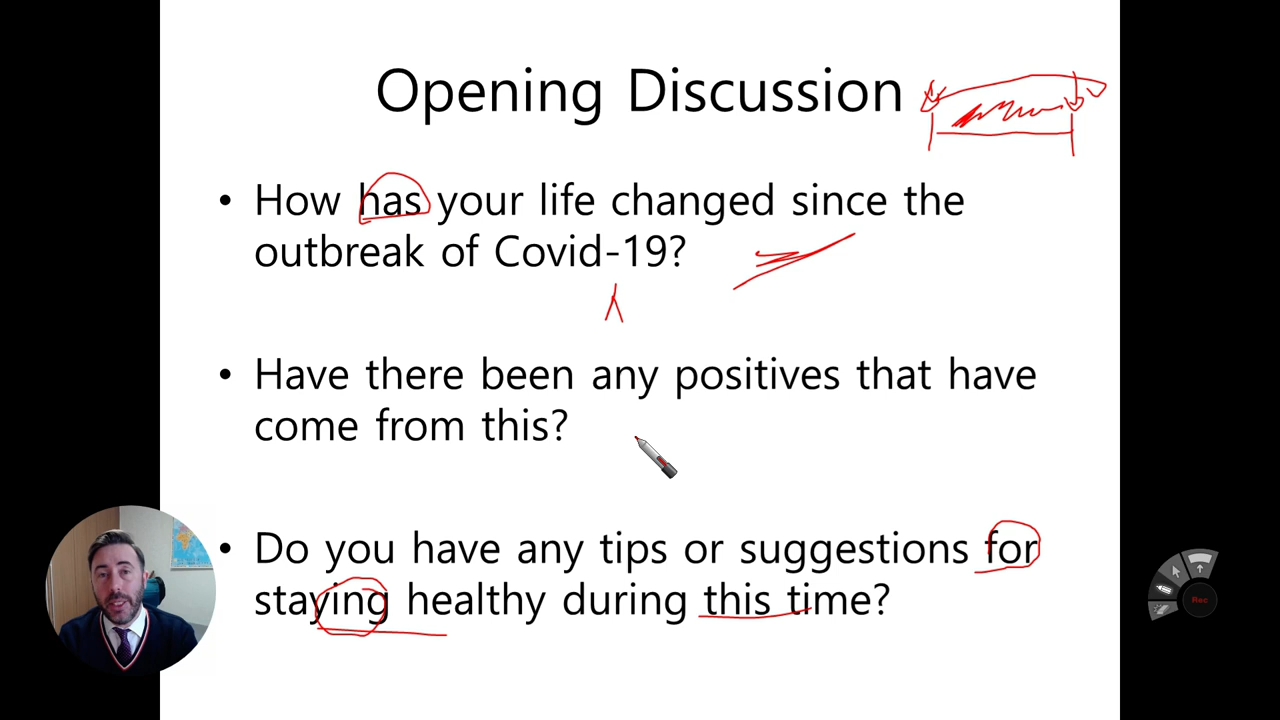 Opening Discussion
• How has your life changed since the
outbreak of Covid-19?
• Have there been any positives that have
come from this?
• Do you have any tips or suggestions for
staying healthy during this time?
Rec